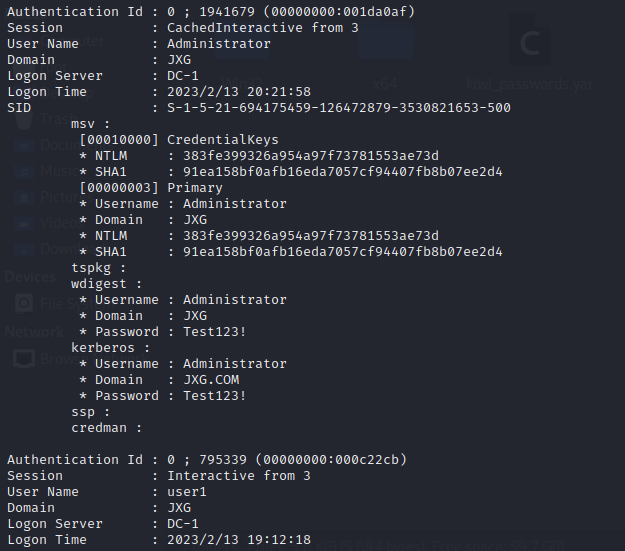 Authentication Id : 0 ; 1941679 (00000000:001da0af)
Session           : CachedInteractive from 3
User Name         : Administrator
Domain            : JXG
Logon Server      : DC-1
Logon Time        : 2023/2/13 20:21:58
SID               : S-1-5-21-694175459-126472879-3530821653-500
        msv :
         [00010000] CredentialKeys
         * NTLM     : 383fe399326a954a97f73781553ae73d
         * SHA1     : 91ea158bf0afb16eda7057cf94407fb8b07ee2d4
         [00000003] Primary
         * Username : Administrator
         * Domain   : JXG
         * NTLM     : 383fe399326a954a97f73781553ae73d
         * SHA1     : 91ea158bf0afb16eda7057cf94407fb8b07ee2d4
        tspkg :
        wdigest :
         * Username : Administrator
         * Domain   : JXG
         * Password : Test123!
        kerberos :
         * Username : Administrator
         * Domain   : JXG.COM
         * Password : Test123!
        ssp :
        credman :

Authentication Id : 0 ; 795339 (00000000:000c22cb)
Session           : Interactive from 3
User Name         : user1
Domain            : JXG
Logon Server      : DC-1
Logon Time        : 2023/2/13 19:12:18
x64
kiwi_passwords.yar
Devices
Network